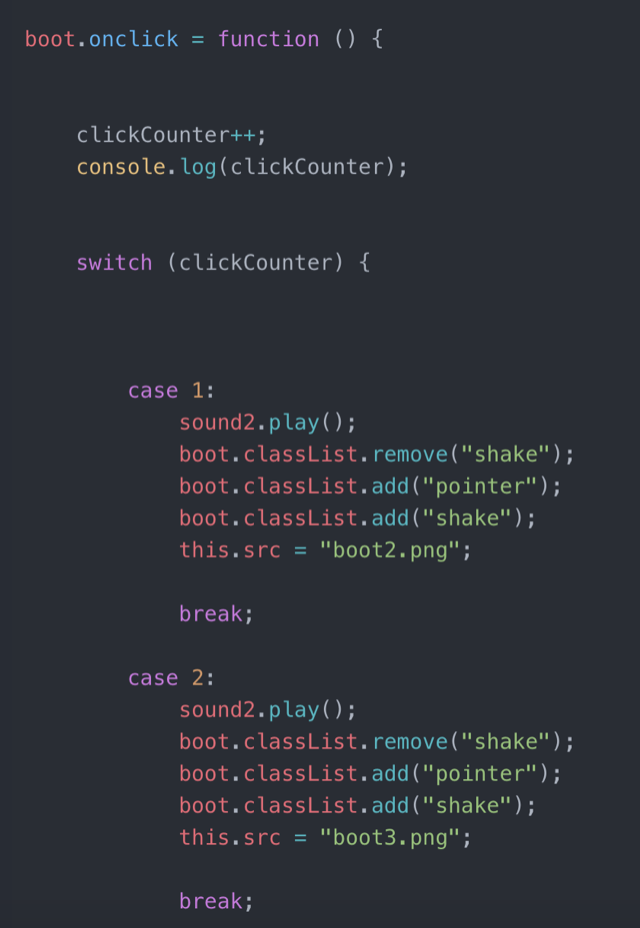 boot.onclick = function () {
clickCounter++;
console.log(clickCounter);
switch (clickCounter) {
case 1:
sound2.play();
boot.classList.remove("shake");
boot.classList.add("pointer");
boot.classList.add("shake");
this.src = "boot2.png";
break;
case 2:
sound2.play();
boot.classList.remove("shake");
boot.classList.add("pointer");
boot.classList.add("shake");
this.src = "boot3.png";
break;